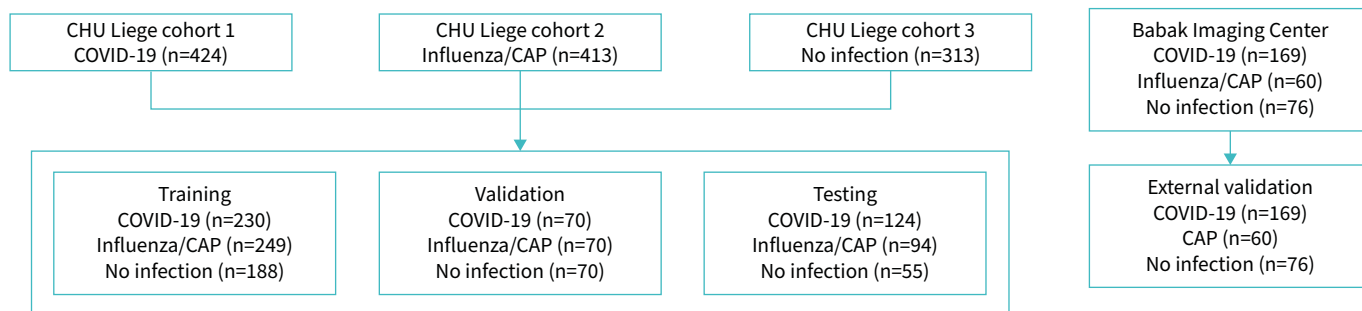 CHU Liege cohort 1
COVID-19 (n=424)
CHU Liege cohort 2
Influenza/CAP (n=413)
CHU Liege cohort 3
No infection (n=313)
Babak Imaging Center
COVID-19 (n=169)
Influenza/CAP (n=60)
No infection (n=76)
Training
COVID-19 (n=230)
Influenza/CAP (n=249)
No infection (n=188)
Validation
COVID-19 (n=70)
Influenza/CAP (n=70)
No infection (n=70)
Testing
COVID-19 (n=124)
Influenza/CAP (n=94)
No infection (n=55)
External validation
COVID-19 (n=169)
CAP (n=60)
No infection (n=76)